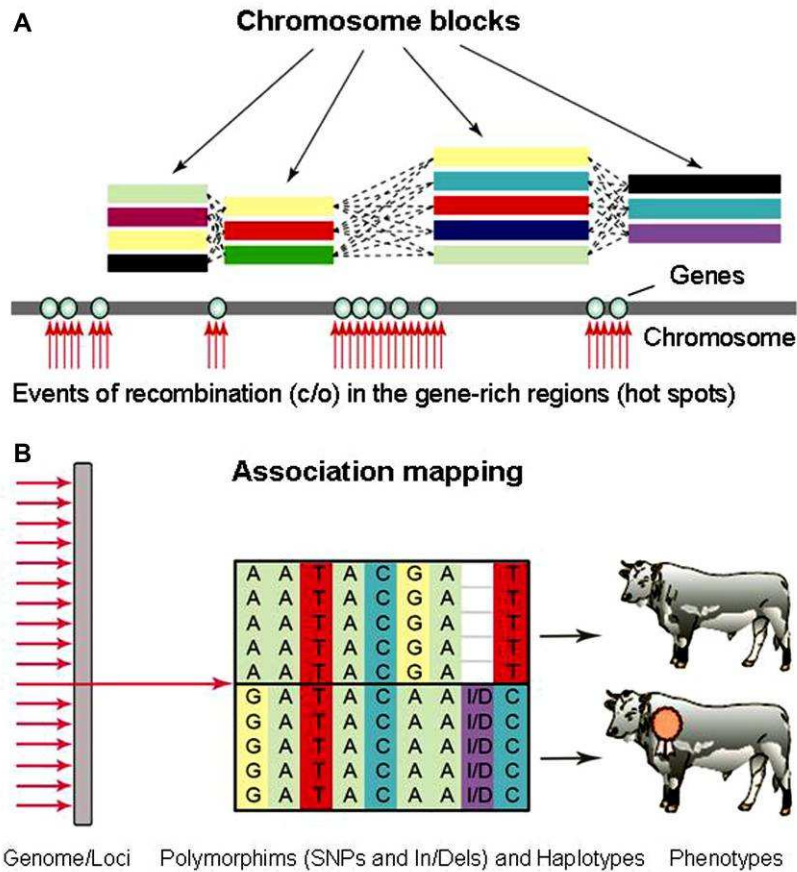 A
Chromosome blocks
Genes
Chromosome
Events of recombination (c/o) in the gene-rich regions (hot spots)
B
Association mapping
A A T A C G A T
A A T A C G A T
A A T A C G A T
A A T A C G A T
A A T A C G A T
G A T A C A A I/D C
G A T A C A A I/D C
G A T A C A A I/D C
G A T A C A A I/D C
G A T A C A A I/D C
Genome/Loci Polymorphims (SNPs and In/Dels) and Haplotypes Phenotypes